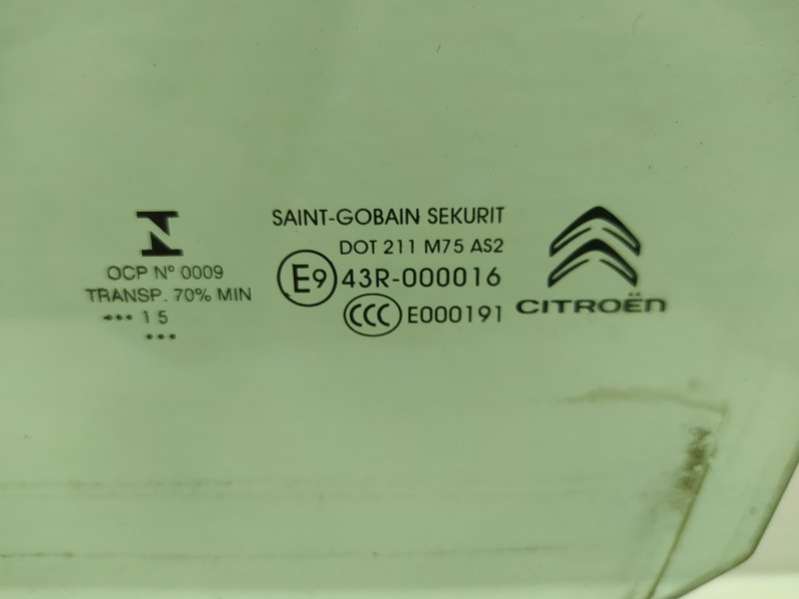 OCP Nº 0009
TRANSP. 70% MIN
••• 1 5
•••
SAINT-GOBAIN SEKURIT
DOT 211 M75 AS2
E9 43R-000016
CCC E000191
CITROËN